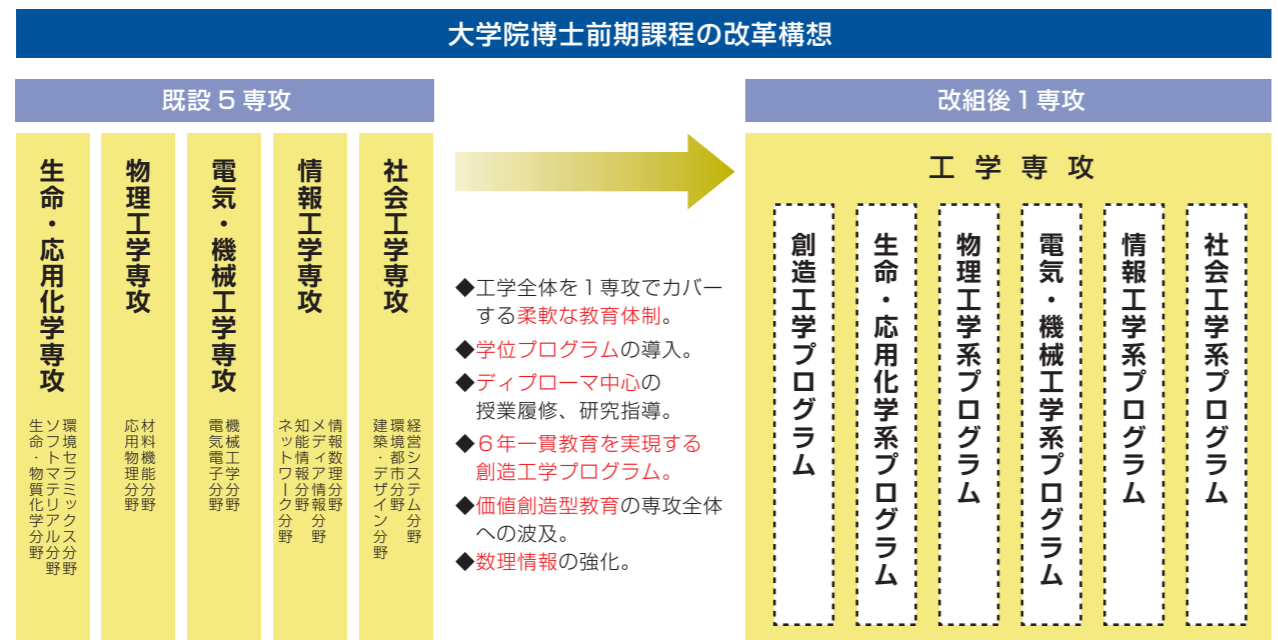 大学院博士前期課程の改革構想
既設5専攻
生命・応用化学専攻
環境セラミックス分野
ソフトマテリアル分野
生命・物質化学分野
物理工学専攻
材料機能分野
応用物理分野
電気・機械工学専攻
機械工学分野
電気電子分野
情報工学専攻
情報数理分野
メディア情報分野
知能情報分野
ネットワーク分野
社会工学専攻
経営システム分野
環境都市分野
建築・デザイン分野
◆工学全体を1専攻でカバー
する柔軟な教育体制。
◆学位プログラムの導入。
◆ディプローマ中心の
授業履修、研究指導。
◆6年一貫教育を実現する
創造工学プログラム。
◆価値創造型教育の専攻全体
への波及。
◆数理情報の強化。
改組後1専攻
工学専攻
創造工学プログラム
生命・応用化学系プログラム
物理工学系プログラム
電気・機械工学系プログラム
情報工学系プログラム
社会工学系プログラム